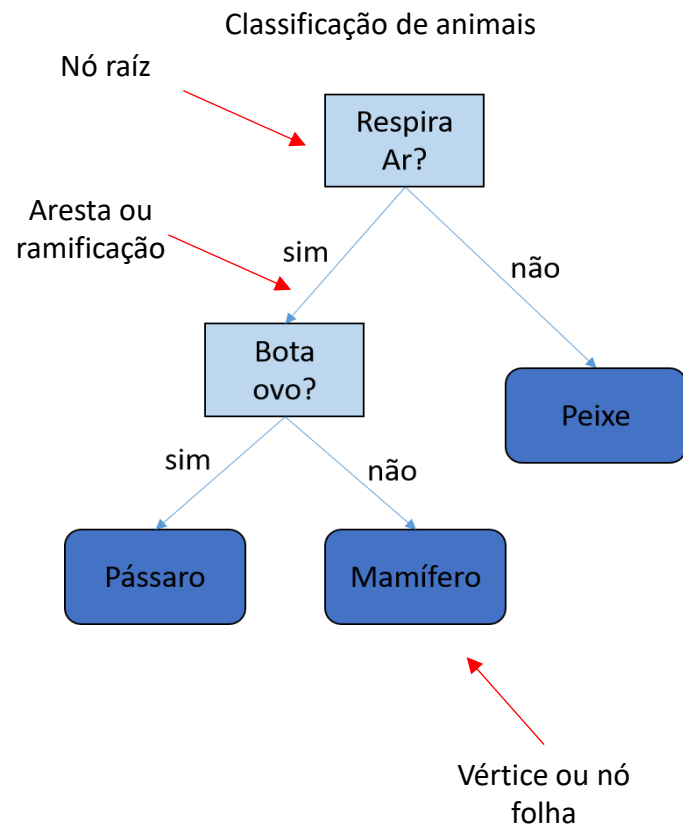 Classificação de animais
Nó raíz
Respira
Ar?
Aresta ou
ramificação
sim
não
Bota
ovo?
Peixe
sim
não
Pássaro
Mamífero
Vértice ou nó
folha